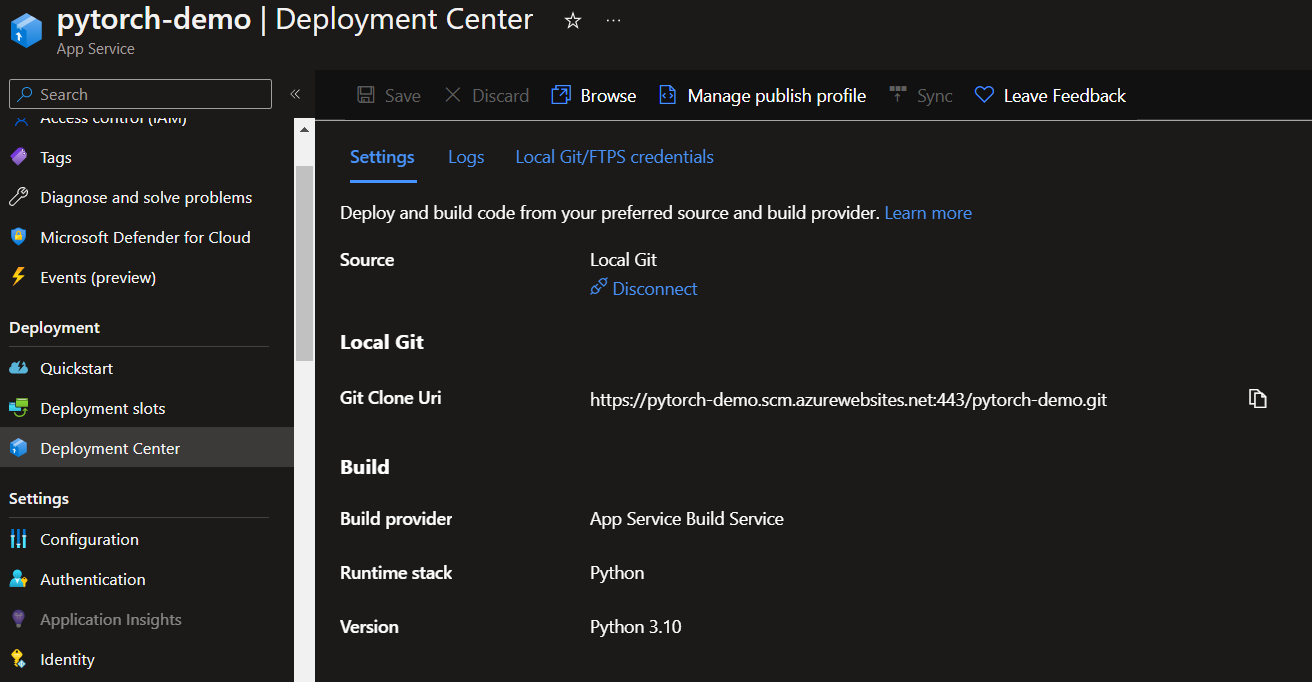 pytorch-demo | Deployment Center
App Service
Search
Access control (IAM)
Tags
Diagnose and solve problems
Microsoft Defender for Cloud
Events (preview)
Deployment
Quickstart
Deployment slots
Deployment Center
Settings
Configuration
Authentication
Application Insights
Identity
Save Discard Browse Manage publish profile Sync Leave Feedback
Settings Logs Local Git/FTPS credentials
Deploy and build code from your preferred source and build provider. Learn more
Source Local Git
Disconnect
Local Git
Git Clone Uri https://pytorch-demo.scm.azurewebsites.net:443/pytorch-demo.git
Build
Build provider App Service Build Service
Runtime stack Python
Version Python 3.10